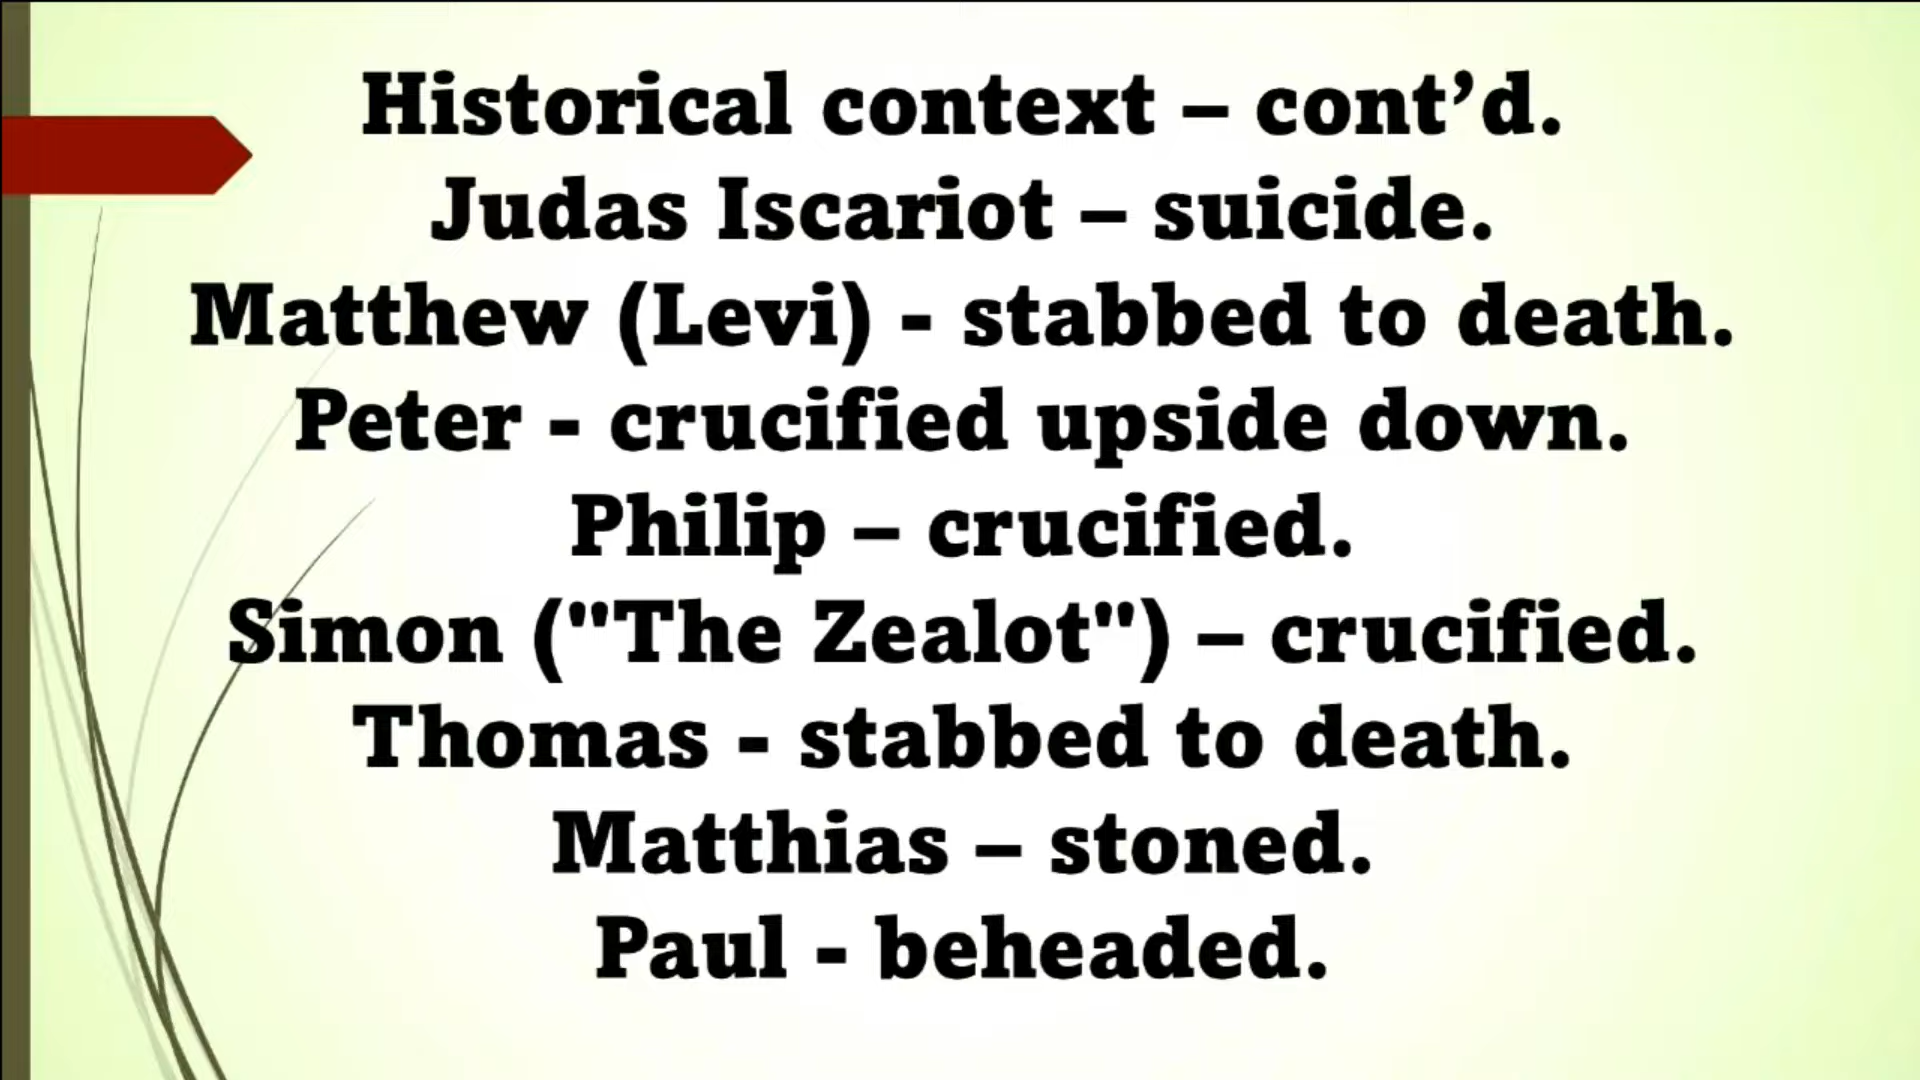 Historical context – cont’d.
Judas Iscariot – suicide.
Matthew (Levi) - stabbed to death.
Peter - crucified upside down.
Philip – crucified.
Simon ("The Zealot") – crucified.
Thomas - stabbed to death.
Matthias – stoned.
Paul - beheaded.